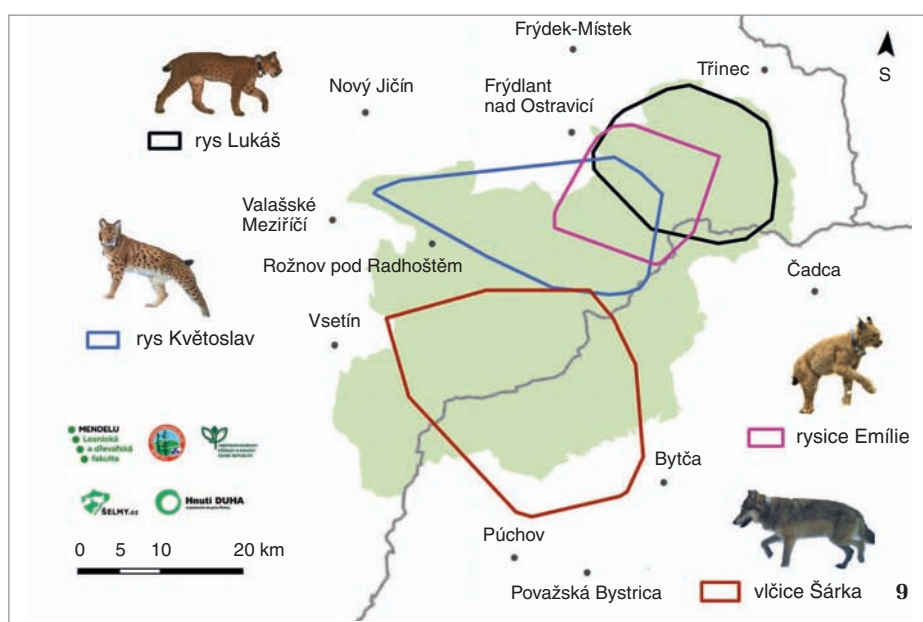 Frýdek-Místek
S
Třinec
Nový Jičín
Frýdlant
nad Ostravicí
rys Lukáš
Valašské
Meziříčí
Rožnov pod Radhoštěm
Čadca
Vsetín
rys Květoslav
MENDELU
Lesnická
a dřevařská
fakulta
rysice Emílie
Bytča
ŠELMY.cz
Hnutí DUHA
0 5 10 20 km
Púchov
Považská Bystrica
vlčice Šárka
9